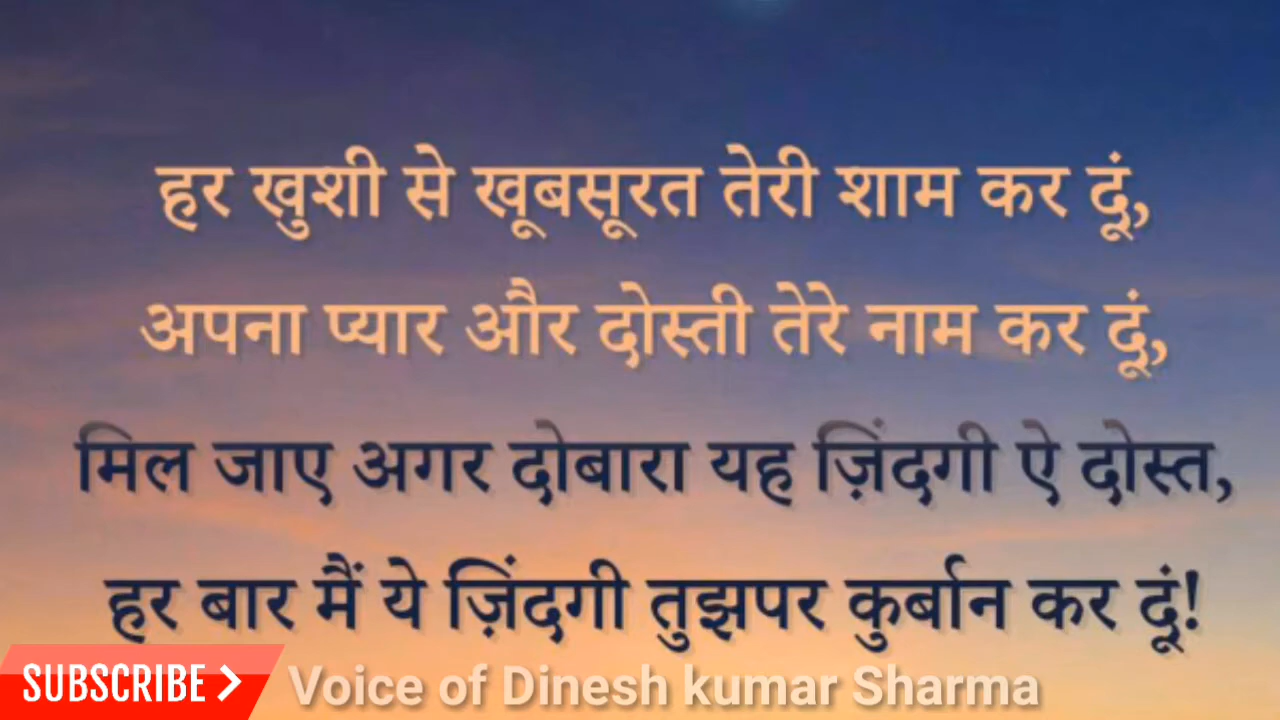 हर खुशी से खूबसूरत तेरी शाम कर दूं,
अपना प्यार और दोस्ती तेरे नाम कर दूं,
मिल जाए अगर दोबारा यह ज़िंदगी ऐ दोस्त,
हर बार मैं ये ज़िंदगी तुझपर कुर्बान कर दूं!
SUBSCRIBE Voice of Dinesh kumar Sharma